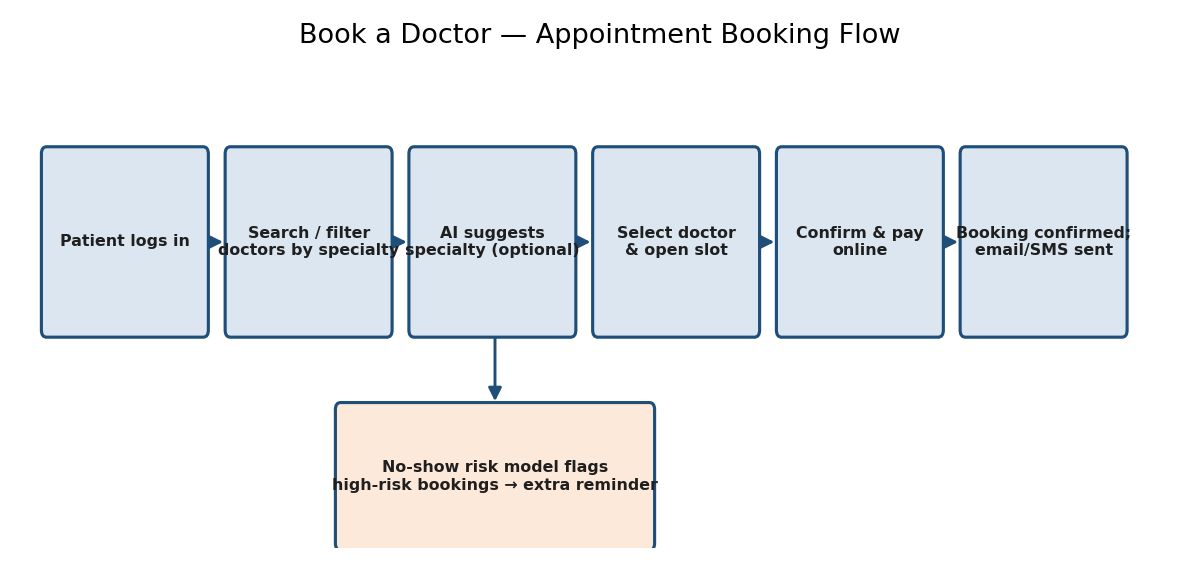 Book a Doctor — Appointment Booking Flow
Patient logs in
Search / filter
doctors by specialty
AI suggests
specialty (optional)
Select doctor
& open slot
Confirm & pay
online
Booking confirmed;
email/SMS sent
No-show risk model flags
high-risk bookings → extra reminder